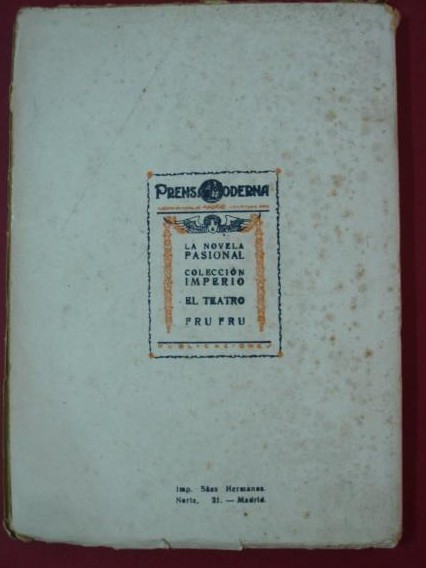 PRENSA MODERNA
LA NOVELA
PASIONAL
COLECCIÓN
IMPERIO
EL TEATRO
FRU FRU
PUBLICACIONES
Imp. Sáez Hermanos.
Norte, 21. — Madrid.